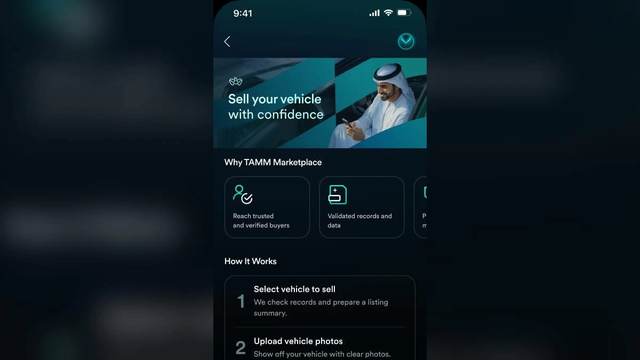 9:41
Sell your vehicle
with confidence
Why TAMM Marketplace
Reach trusted
and verified buyers
Validated records and
data
How It Works
1
Select vehicle to sell
We check records and prepare a listing
summary.
2
Upload vehicle photos
Show off your vehicle with clear photos.